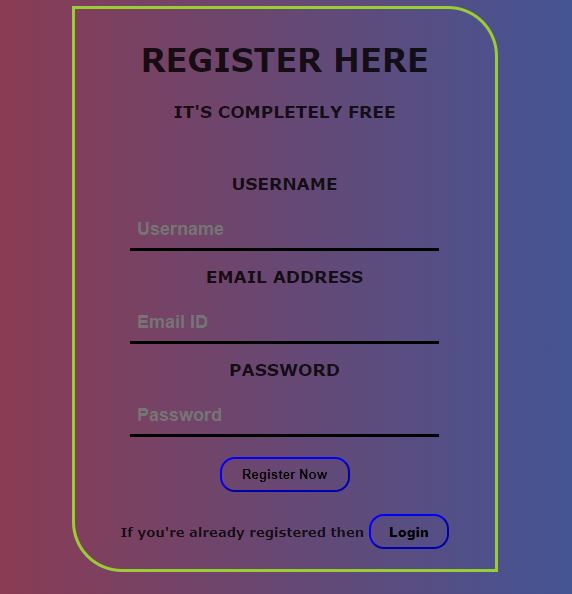 REGISTER HERE
IT'S COMPLETELY FREE
USERNAME
Username
EMAIL ADDRESS
Email ID
PASSWORD
Password
Register Now
If you're already registered then Login